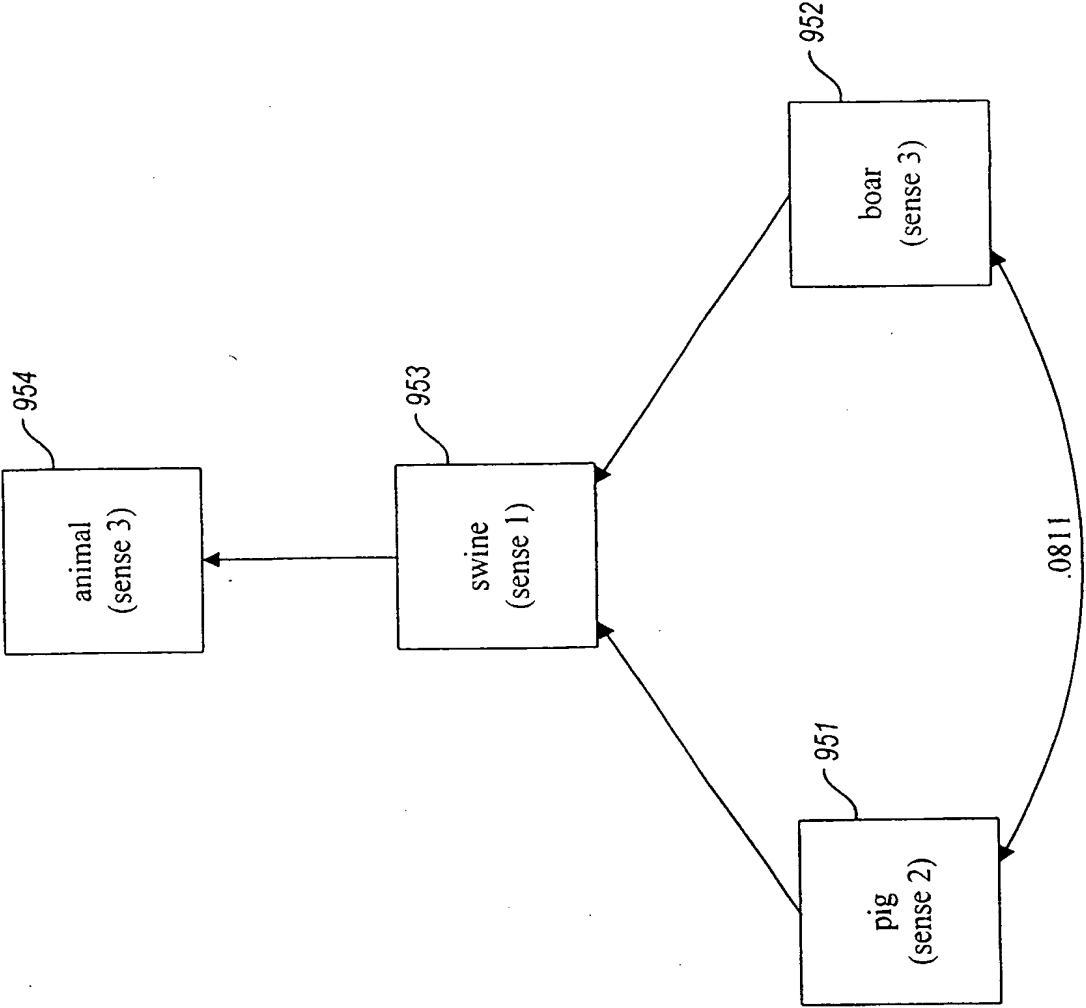 954
animal
(sense 3)
953
swine
(sense 1)
951
pig
(sense 2)
952
boar
(sense 3)
.0811